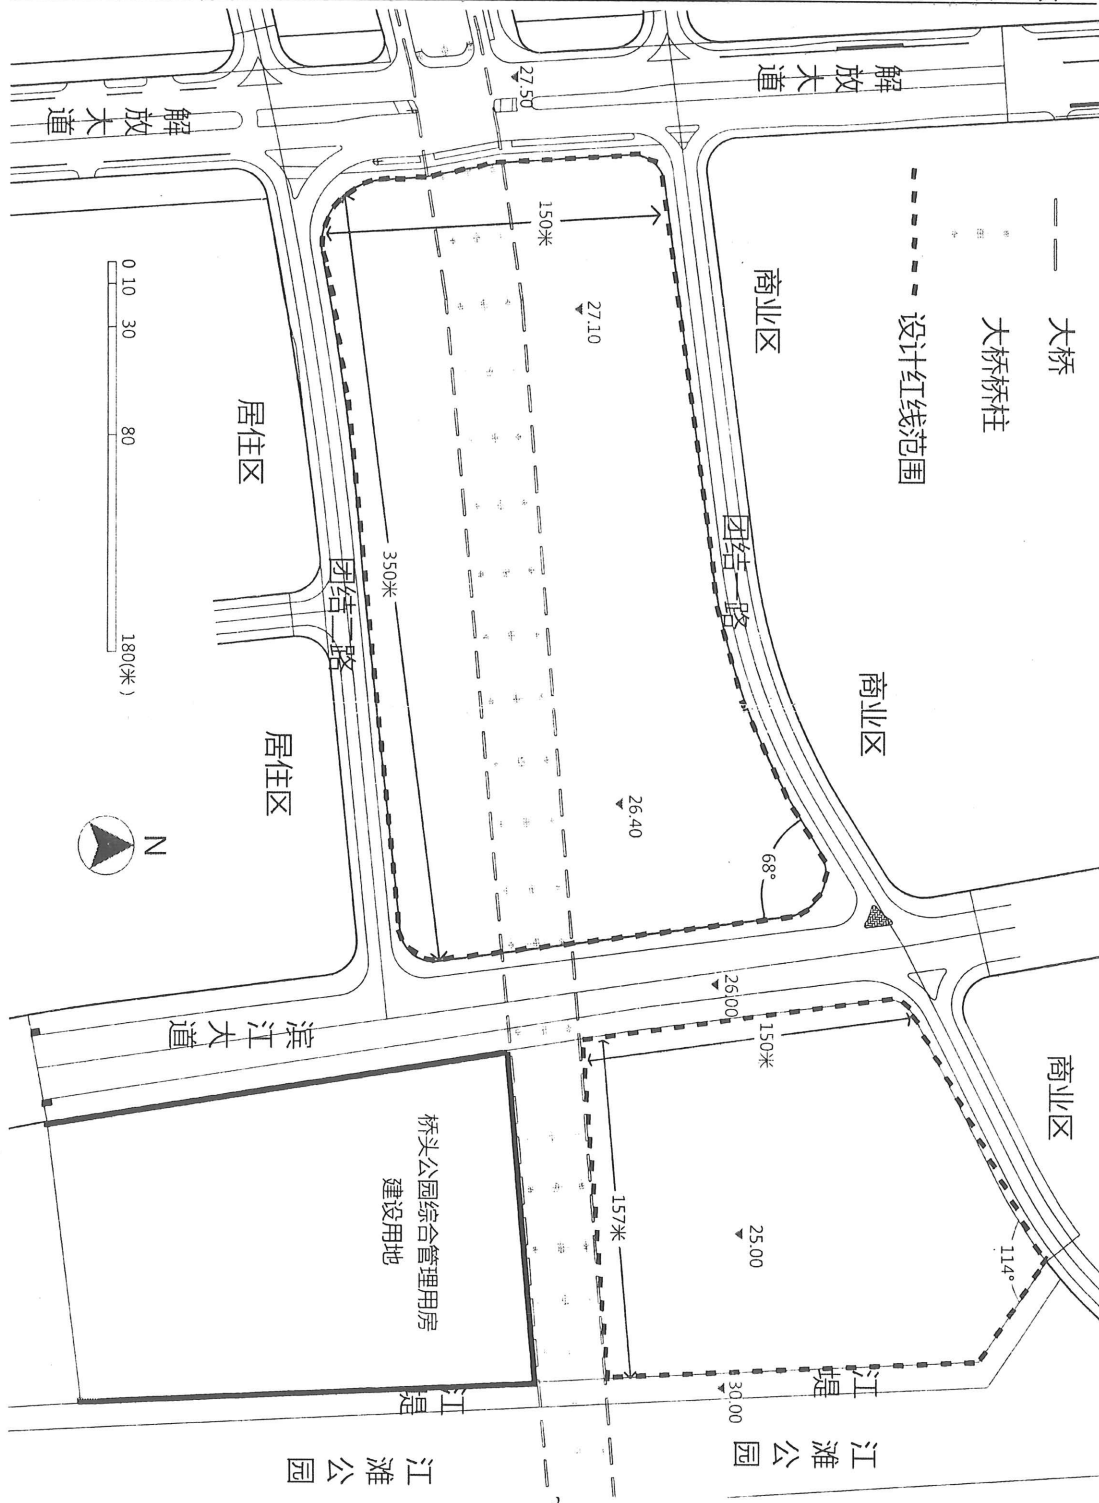 解放大道
27.50
解放大道
150米
27.10
商业区
大桥
大桥桥柱
设计红线范围
0 10 30 80 180(米)
居住区
350米
团结二路
团结一路
商业区
居住区
26.40
68°
N
滨江大道
26.00
150米
商业区
桥头公园综合管理用房
建设用地
157米
25.00
114°
江堤
30.00
江堤
江滩公园
江滩公园